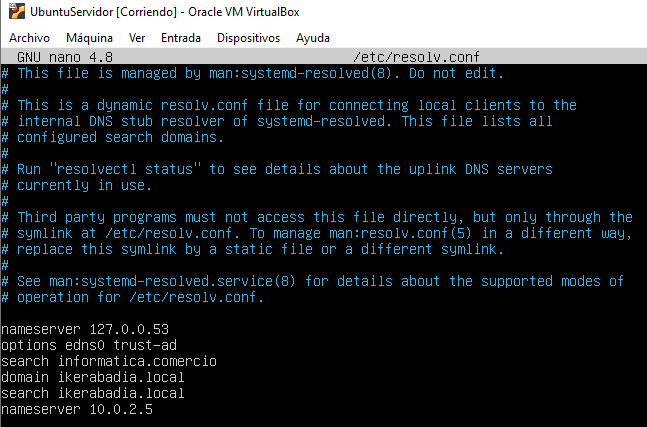 UbuntuServidor [Corriendo] - Oracle VM VirtualBox
Archivo Máquina Ver Entrada Dispositivos Ayuda
GNU nano 4.8 /etc/resolv.conf
# This file is managed by man:systemd-resolved(8). Do not edit.
#
# This is a dynamic resolv.conf file for connecting local clients to the
# internal DNS stub resolver of systemd-resolved. This file lists all
# configured search domains.
#
# Run "resolvectl status" to see details about the uplink DNS servers
# currently in use.
#
# Third party programs must not access this file directly, but only through the
# symlink at /etc/resolv.conf. To manage man:resolv.conf(5) in a different way,
# replace this symlink by a static file or a different symlink.
#
# See man:systemd-resolved.service(8) for details about the supported modes of
# operation for /etc/resolv.conf.
nameserver 127.0.0.53
options edns0 trust-ad
search informatica.comercio
domain ikerabadia.local
search ikerabadia.local
nameserver 10.0.2.5